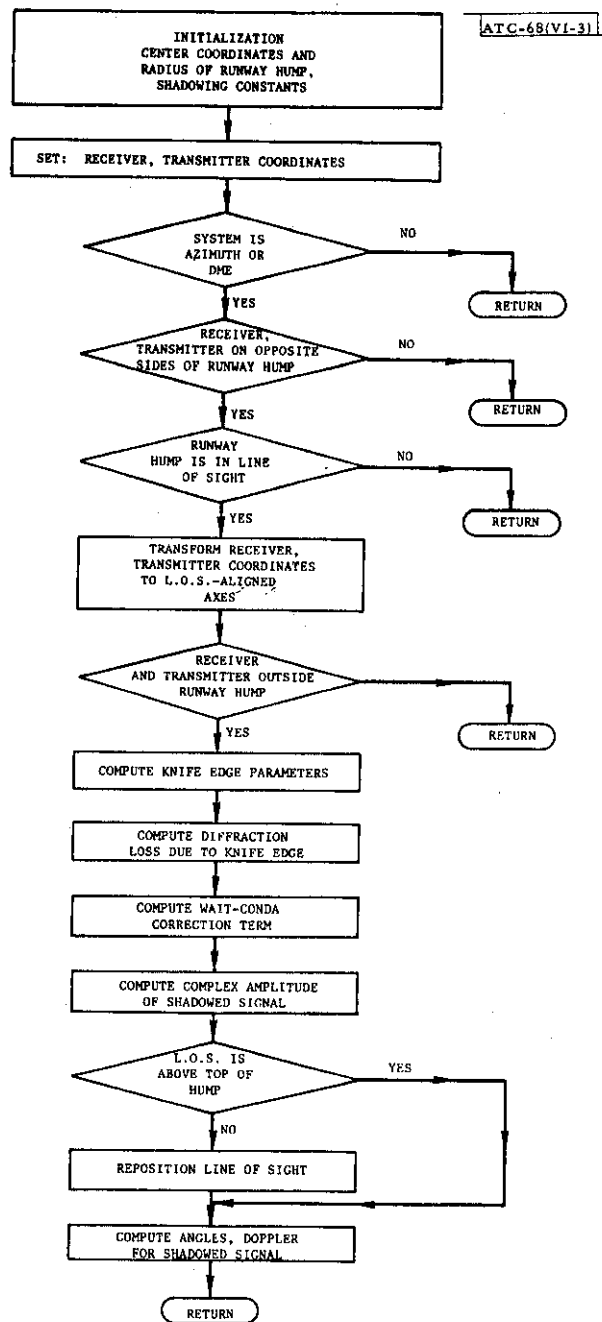 ATC-68(VI-3)
INITIALIZATION
CENTER COORDINATES AND
RADIUS OF RUNWAY HUMP,
SHADOWING CONSTANTS
SET: RECEIVER, TRANSMITTER COORDINATES
SYSTEM IS
AZIMUTH OR
DME
NO
RETURN
YES
RECEIVER,
TRANSMITTER ON OPPOSITE
SIDES OF RUNWAY HUMP
NO
RETURN
YES
RUNWAY
HUMP IS IN LINE
OF SIGHT
NO
RETURN
YES
TRANSFORM RECEIVER,
TRANSMITTER COORDINATES
TO L.O.S.-ALIGNED
AXES
RECEIVER
AND TRANSMITTER OUTSIDE
RUNWAY HUMP
RETURN
YES
COMPUTE KNIFE EDGE PARAMETERS
COMPUTE DIFFRACTION
LOSS DUE TO KNIFE EDGE
COMPUTE WAIT-CONDA
CORRECTION TERM
COMPUTE COMPLEX AMPLITUDE
OF SHADOWED SIGNAL
L.O.S. IS
ABOVE TOP OF
HUMP
YES
NO
REPOSITION LINE OF SIGHT
COMPUTE ANGLES, DOPPLER
FOR SHADOWED SIGNAL
RETURN